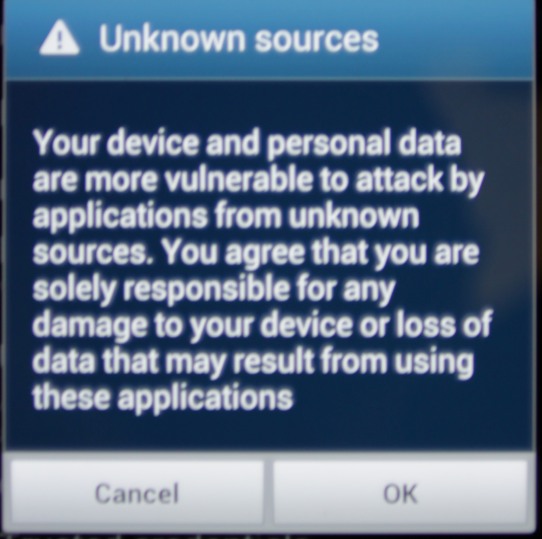 Unknown sources
Your device and personal data
are more vulnerable to attack by
applications from unknown
sources. You agree that you are
solely responsible for any
damage to your device or loss of
data that may result from using
these applications
Cancel
OK